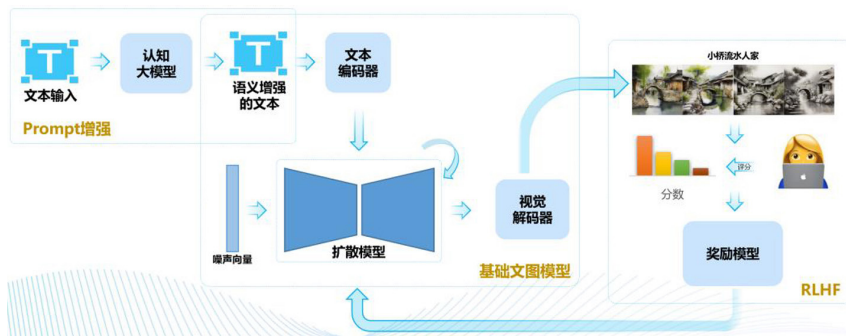 T
文本输入
认知
大模型
T
语义增强
的文本
Prompt增强
文本
编码器
噪声向量
扩散模型
视觉
解码器
基础文图模型
小桥流水人家
评分
分数
奖励模型
RLHF